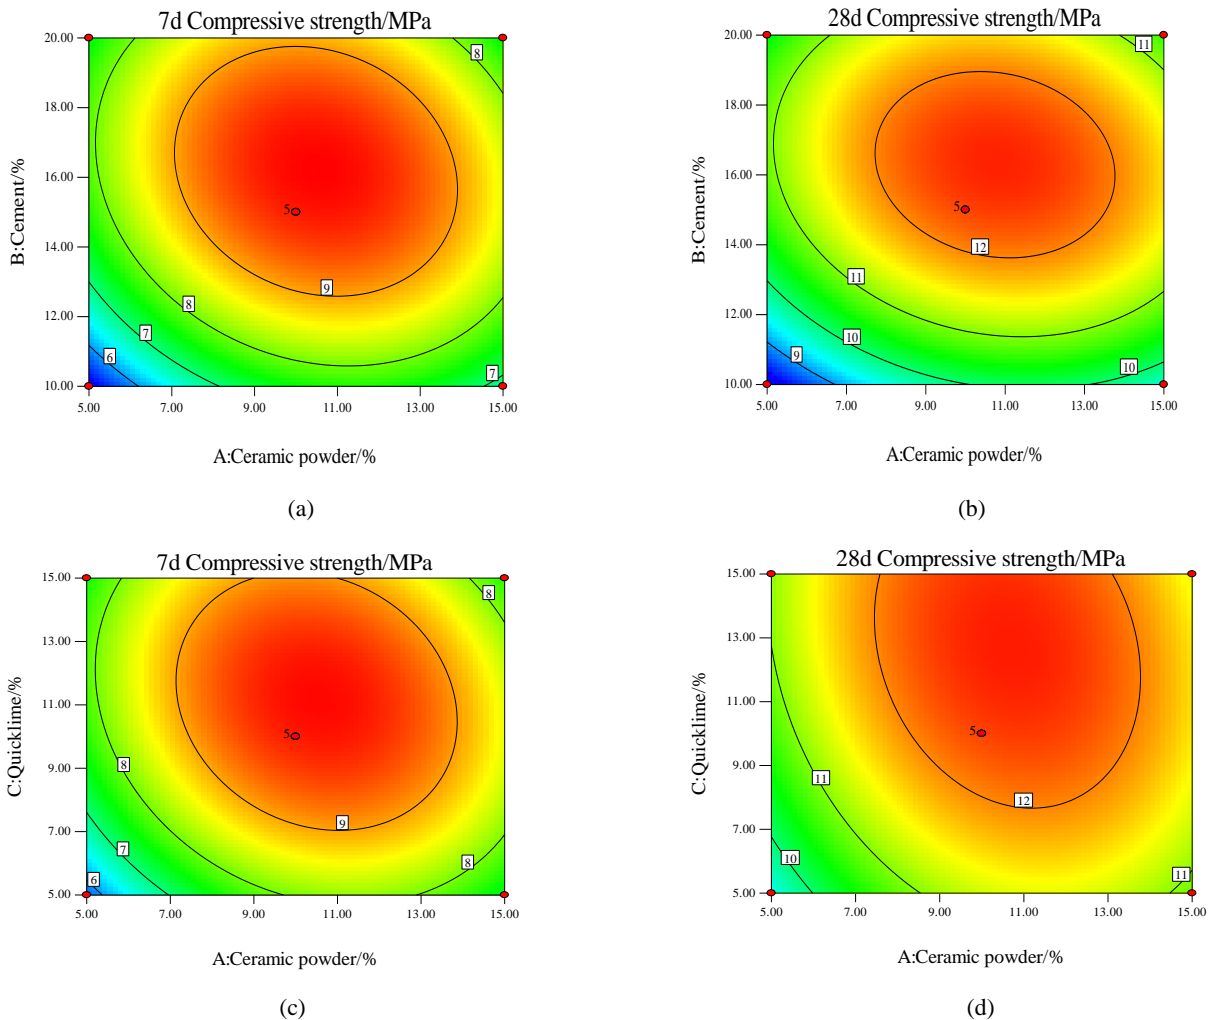 7d Compressive strength/MPa
20.00
18.00
16.00
14.00
12.00
10.00
B:Cement/%
8
5
9
8
7
6
7
5.00 7.00 9.00 11.00 13.00 15.00
A:Ceramic powder/%
(a)
28d Compressive strength/MPa
20.00
18.00
16.00
14.00
12.00
10.00
B:Cement/%
11
5
12
11
10
9
10
5.00 7.00 9.00 11.00 13.00 15.00
A:Ceramic powder/%
(b)
7d Compressive strength/MPa
15.00
13.00
11.00
9.00
7.00
5.00
C:Quicklime/%
8
5
8
9
7
8
6
5.00 7.00 9.00 11.00 13.00 15.00
A:Ceramic powder/%
(c)
28d Compressive strength/MPa
15.00
13.00
11.00
9.00
7.00
5.00
C:Quicklime/%
5
11
12
10
11
5.00 7.00 9.00 11.00 13.00 15.00
A:Ceramic powder/%
(d)